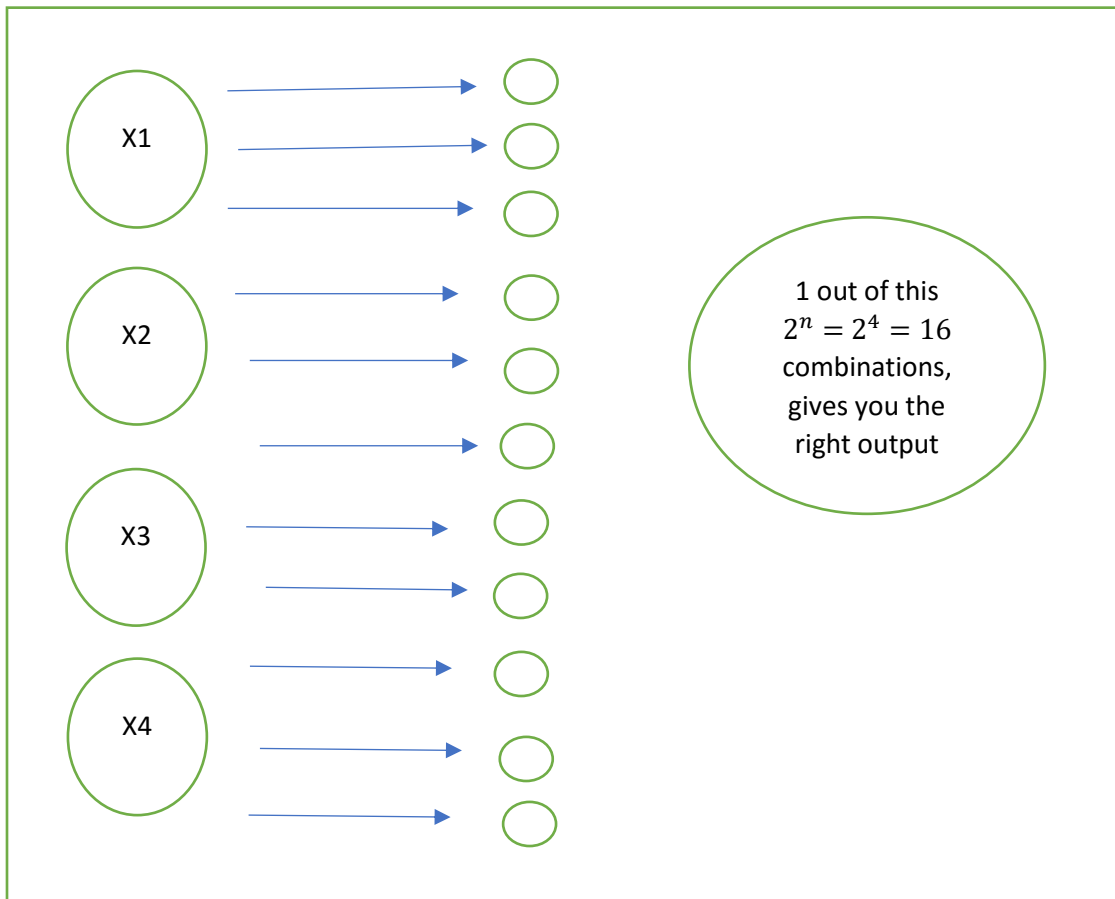 X1
X2
X3
X4
1 out of this
2^n = 2^4 = 16
combinations,
gives you the
right output